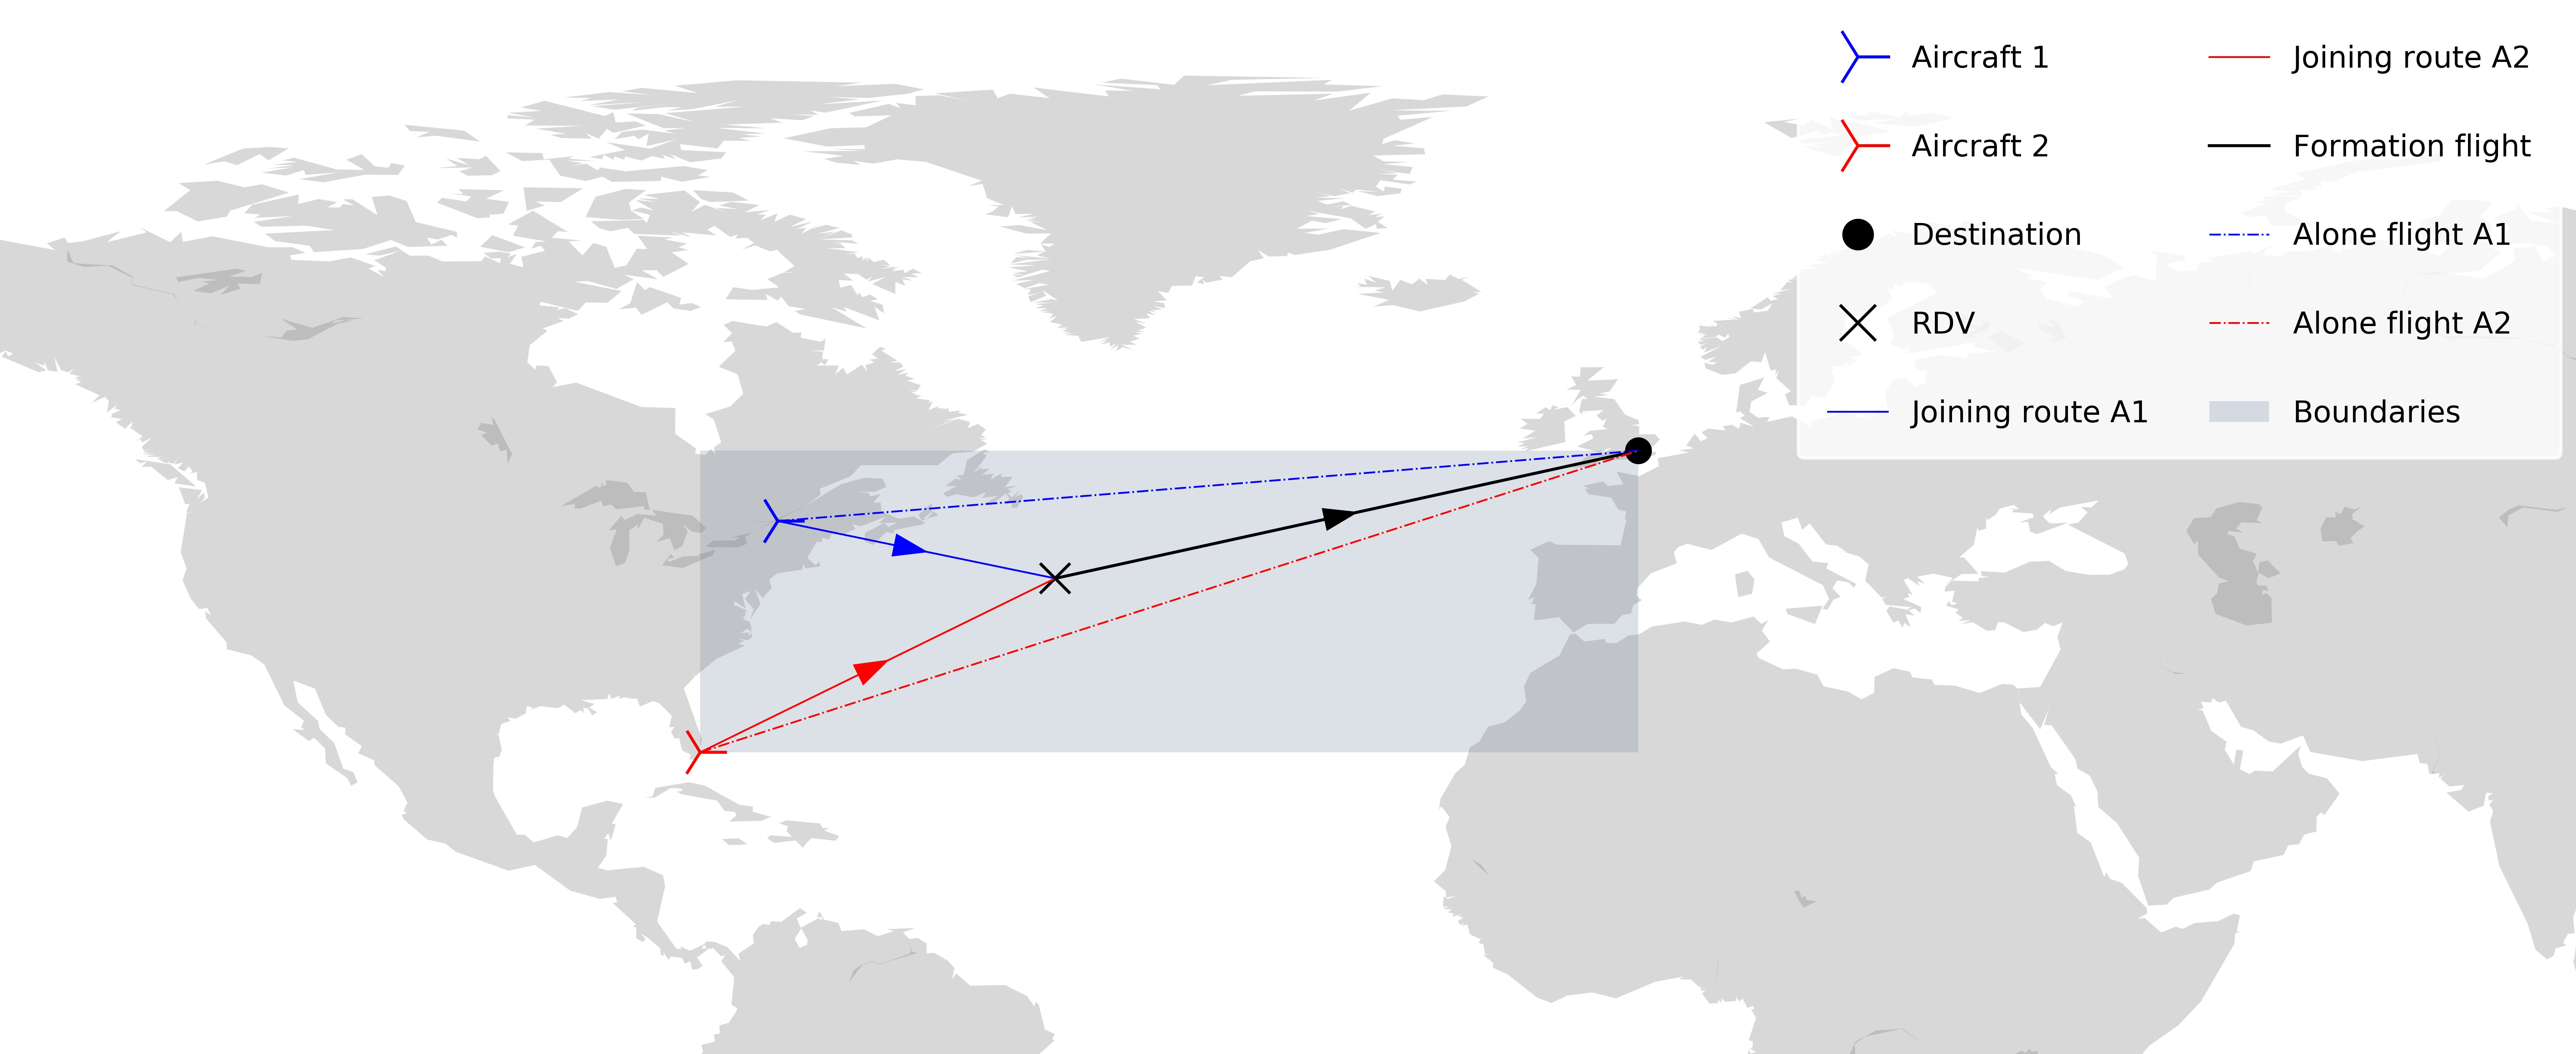 Aircraft 1
Aircraft 2
Destination
RDV
Joining route A1
Joining route A2
Formation flight
Alone flight A1
Alone flight A2
Boundaries